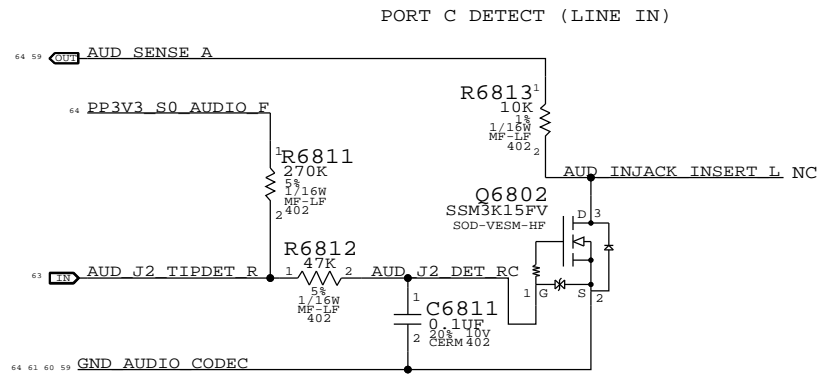 PORT C DETECT (LINE IN)
64 59 OUT AUD_SENSE_A
R6813 1
10K
1%
1/16W
MF-LF
402
2
64 PP3V3_S0_AUDIO_F
1 R6811
270K
5%
1/16W
MF-LF
402
2
AUD_INJACK_INSERT_L NC
Q6802
SSM3K15FV
SOD-VESM-HF
D 3
1 G S 2
R6812
47K
63 IN AUD_J2_TIPDET_R 1 2 AUD_J2_DET_RC
5%
1/16W
MF-LF
402
1
C6811
0.1UF
20% 10V
CERM 402
2
64 61 60 59 GND_AUDIO_CODEC